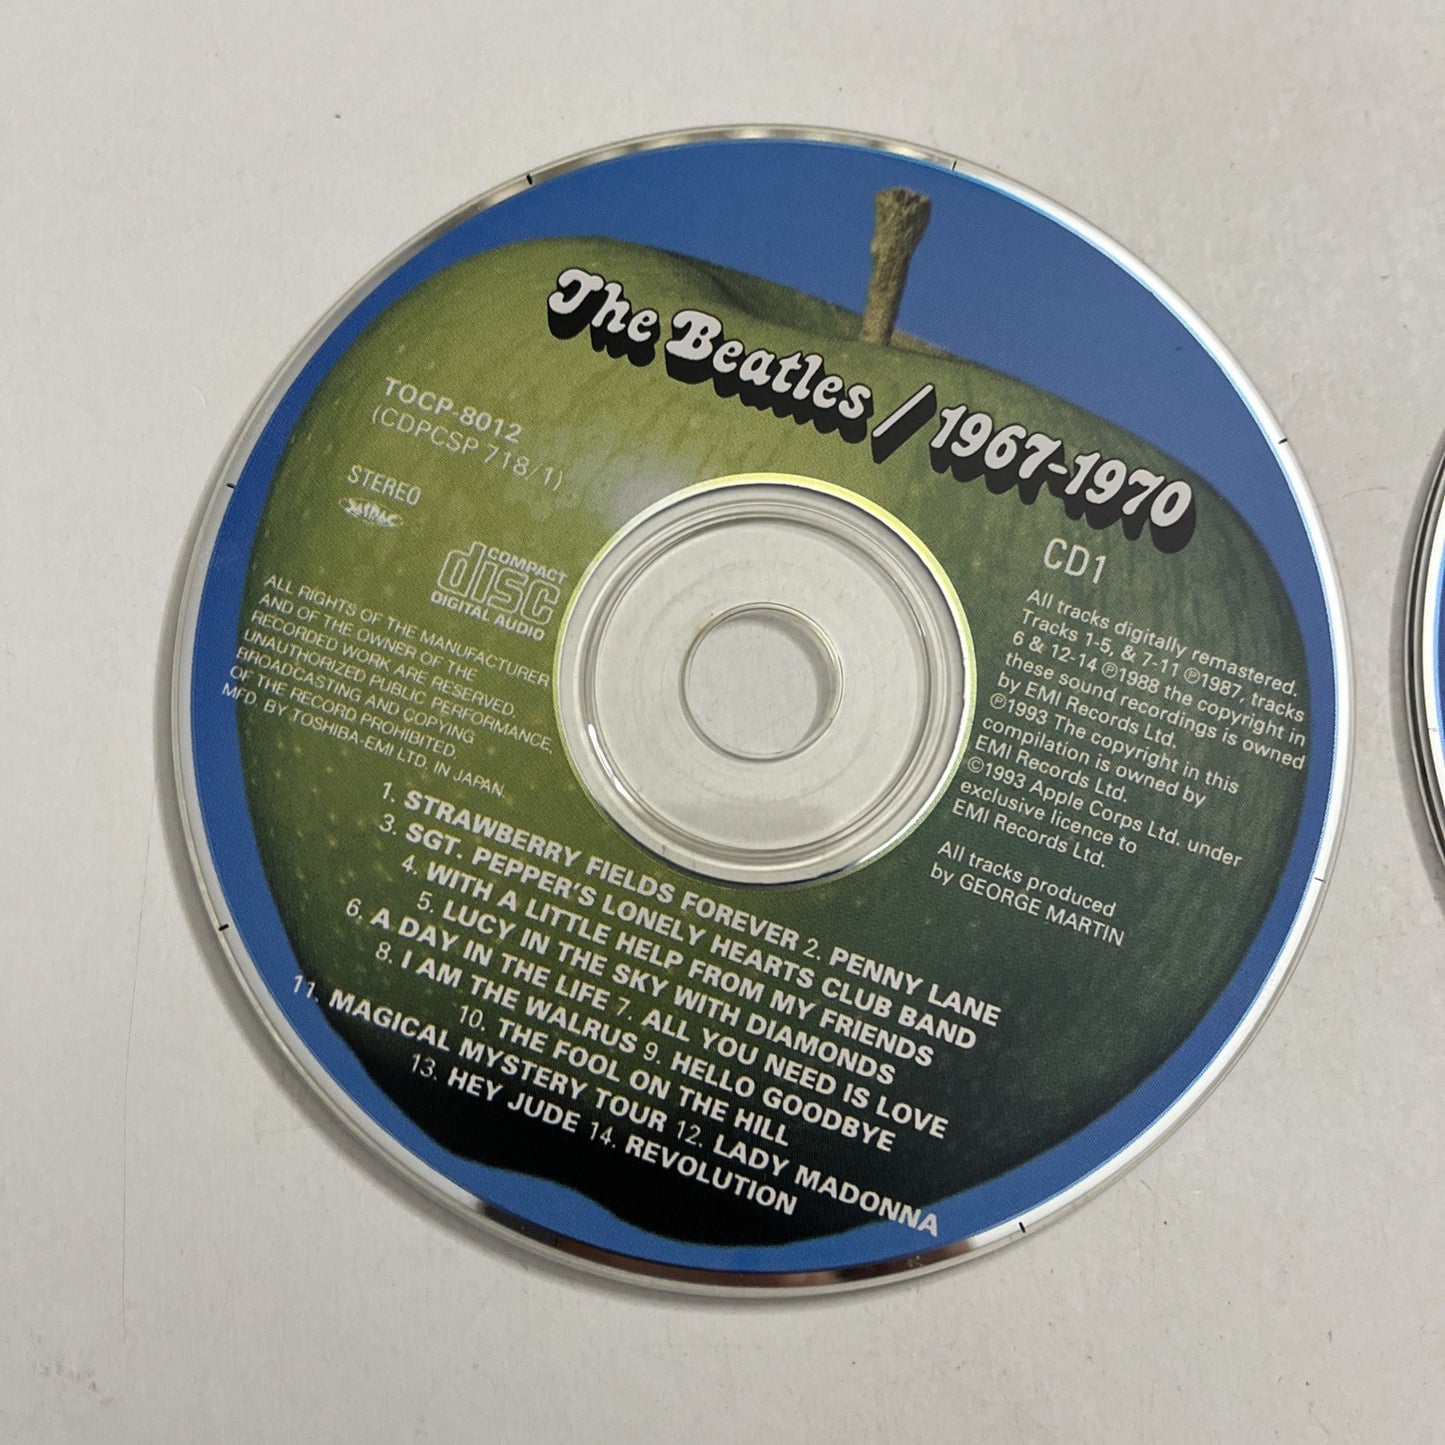 The Beatles / 1967-1970
TOCP-8012
(CDPCSP 718/1)
STEREO
COMPACT
disc
DIGITAL AUDIO
ALL RIGHTS OF THE MANUFACTURER
AND OF THE OWNER OF THE
RECORDED WORK ARE RESERVED.
UNAUTHORIZED PUBLIC PERFORMANCE,
BROADCASTING AND COPYING
OF THE RECORD PROHIBITED.
MFD. BY TOSHIBA-EMI LTD. IN JAPAN.
CD1
All tracks digitally remastered.
Tracks 1-5, & 7-11 ℗1987, tracks
6 & 12-14 ℗1988 the copyright in
these sound recordings is owned
by EMI Records Ltd.
℗1993 The copyright in this
compilation is owned by
EMI Records Ltd.
©1993 Apple Corps Ltd. under
exclusive licence to
EMI Records Ltd.
All tracks produced
by GEORGE MARTIN
1. STRAWBERRY FIELDS FOREVER 2. PENNY LANE
3. SGT. PEPPER'S LONELY HEARTS CLUB BAND
4. WITH A LITTLE HELP FROM MY FRIENDS
5. LUCY IN THE SKY WITH DIAMONDS
6. A DAY IN THE LIFE 7. ALL YOU NEED IS LOVE
8. I AM THE WALRUS 9. HELLO GOODBYE
10. THE FOOL ON THE HILL
11. MAGICAL MYSTERY TOUR 12. LADY MADONNA
13. HEY JUDE 14. REVOLUTION